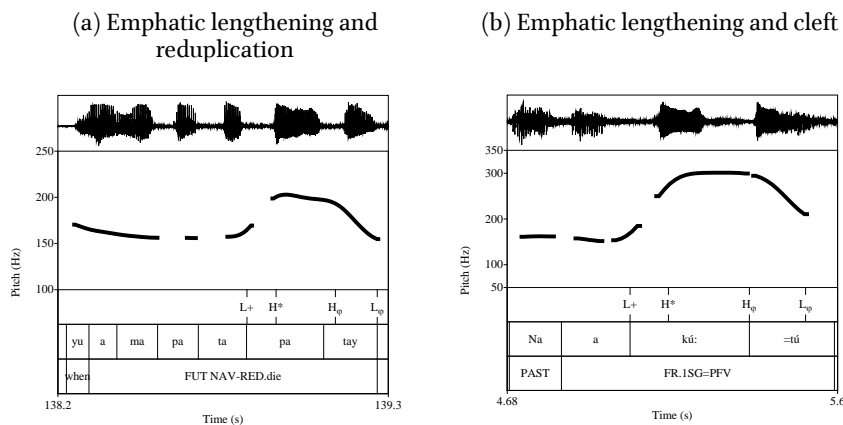 (a) Emphatic lengthening and
reduplication
250
200
150
100
Pitch (Hz)
L+ H* Hφ Lφ
yu a ma pa ta pa tay
when FUT NAV-RED.die
138.2 139.3
Time (s)
(b) Emphatic lengthening and cleft
350
300
200
100
50
Pitch (Hz)
L+ H* Hφ Lφ
Na a kú: =tú
PAST FR.1SG=PFV
4.68 5.6
Time (s)